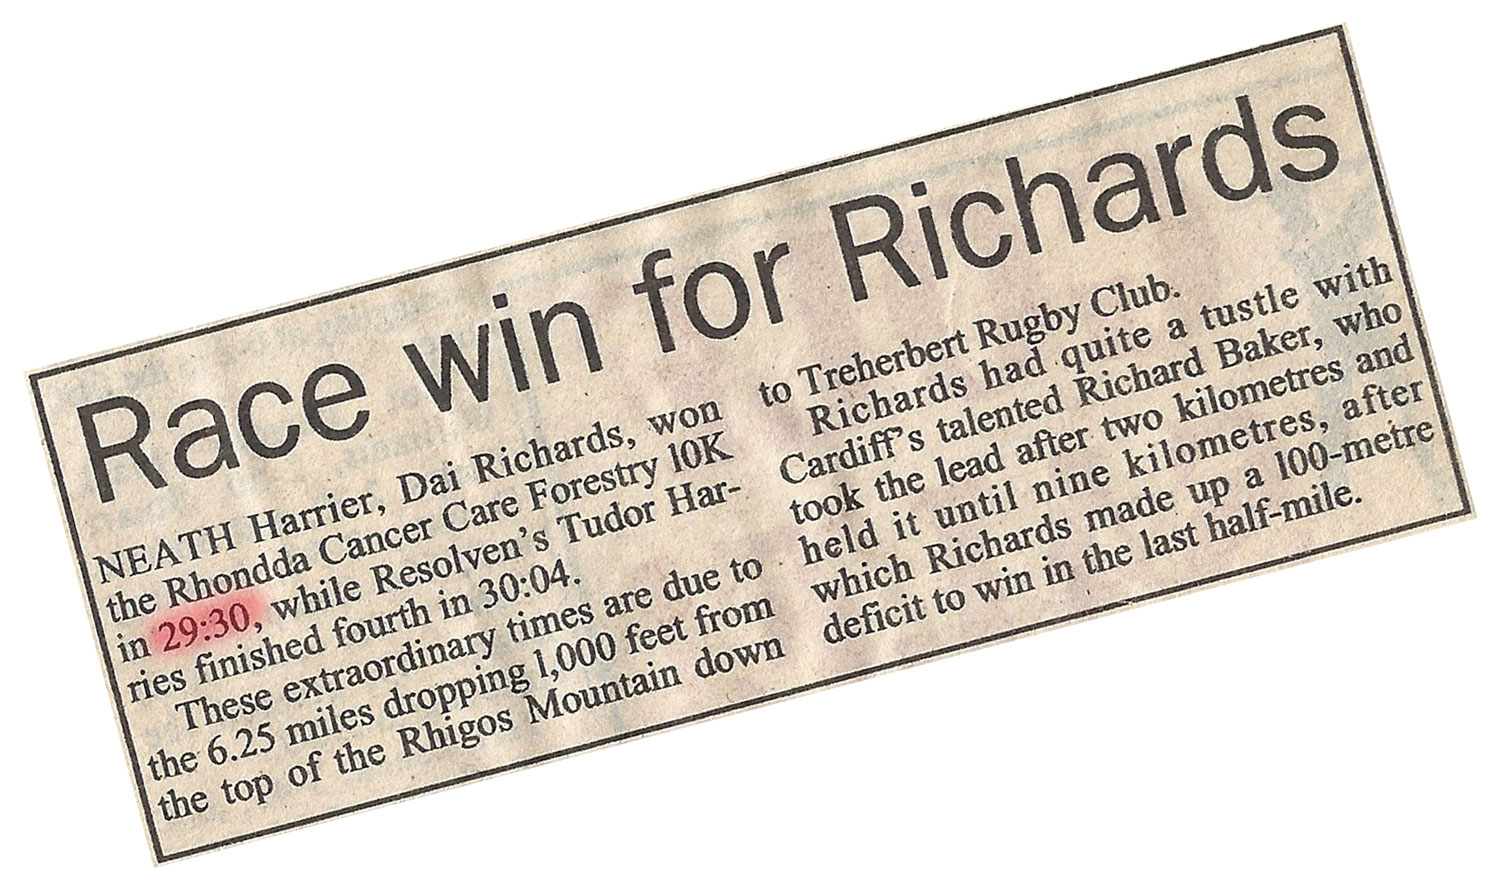 Race win for Richards
NEATH Harrier, Dai Richards, won
the Rhondda Cancer Care Forestry 10K
in 29:30, while Resolven's Tudor Har-
ries finished fourth in 30:04.
These extraordinary times are due to
the 6.25 miles dropping 1,000 feet from
the top of the Rhigos Mountain down
to Treherbert Rugby Club.
Richards had quite a tustle with
Cardiff's talented Richard Baker, who
took the lead after two kilometres and
held it until nine kilometres, after
which Richards made up a 100-metre
deficit to win in the last half-mile.